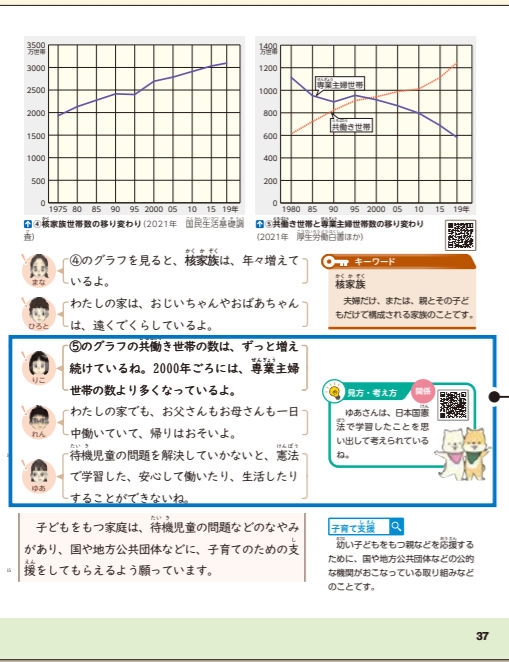 3500
万世帯
3000
2500
2000
1500
1000
500
0
1975 80 85 90 95 2000 05 10 15 19年
④核家族世帯数の移り変わり(2021年 国民生活基礎調
査)
1400
万世帯
1200
1000
800
600
400
200
0
1980 85 90 95 2000 05 10 15 19年
専業主婦世帯
共働き世帯
⑤共働き世帯と専業主婦世帯数の移り変わり
(2021年 厚生労働白書ほか)
まな
④のグラフを見ると、核家族は、年々増えて
いるよ。
ひろと
わたしの家は、おじいちゃんやおばあちゃん
は、遠くでくらしているよ。
りこ
⑤のグラフの共働き世帯の数は、ずっと増え
続けているね。2000年ごろには、専業主婦
世帯の数より多くなっているよ。
れん
わたしの家でも、お父さんもお母さんも一日
中働いていて、帰りはおそいよ。
ゆあ
待機児童の問題を解決していかないと、憲法
で学習した、安心して働いたり、生活したり
することができないね。
キーワード
核家族
夫婦だけ、または、親とその子ど
もだけで構成される家族のことです。
見方・考え方
関係
ゆあさんは、日本国憲
法で学習したことを思
い出して考えられている
ね。
子どもをもつ家庭は、待機児童の問題などのなやみ
があり、国や地方公共団体などに、子育てのための支
援をしてもらえるよう願っています。
子育て支援
幼い子どもをもつ親などを応援する
ために、国や地方公共団体などの公的
な機関がおこなっている取り組みなど
のことです。
37